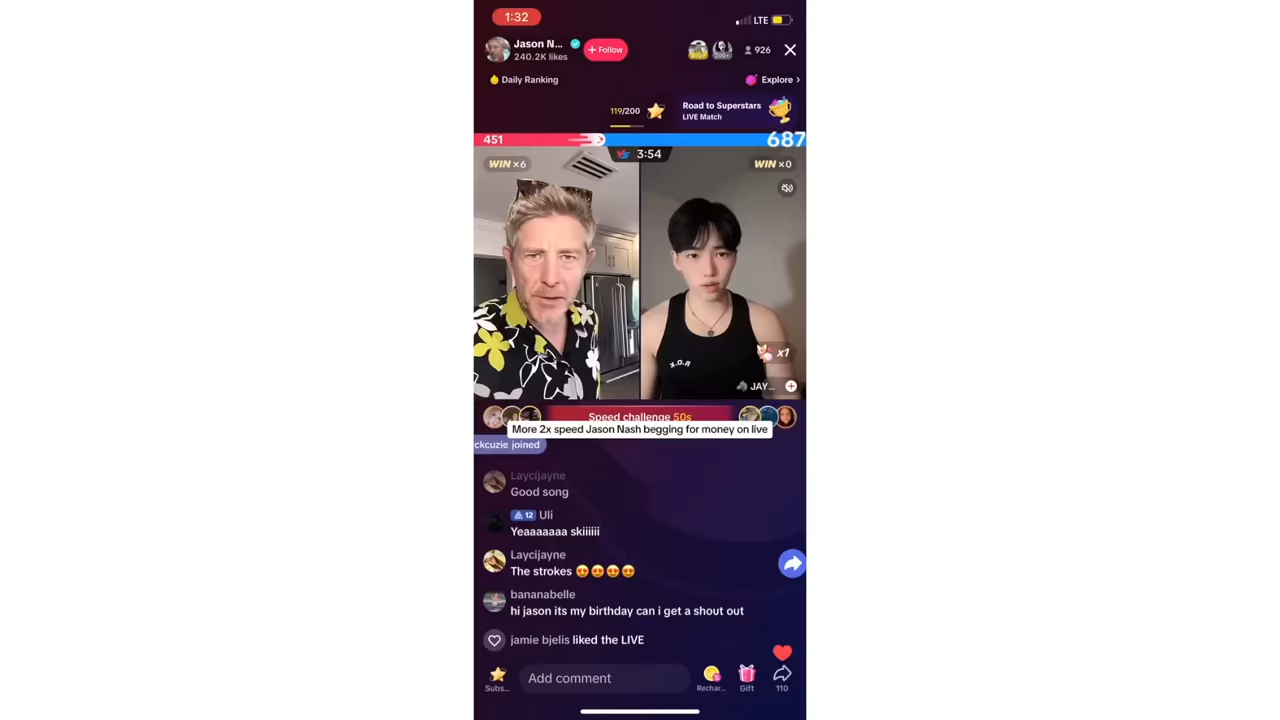 1:32
LTE
Jason N...
240.2K likes
+ Follow
926
Daily Ranking
Explore >
119/200
Road to Superstars
LIVE Match
451
687
VS 3:54
WIN ×6
WIN ×0
R.O.K
x1
JAY...
Speed challenge 50s
More 2x speed Jason Nash begging for money on live
ckcuzie joined
Laycijayne
Good song
12 Uli
Yeaaaaaaa skiiiiii
Laycijayne
The strokes 😍😍😍😍
bananabelle
hi jason its my birthday can i get a shout out
jamie bjelis liked the LIVE
Subs...
Add comment
Rechar...
Gift
110